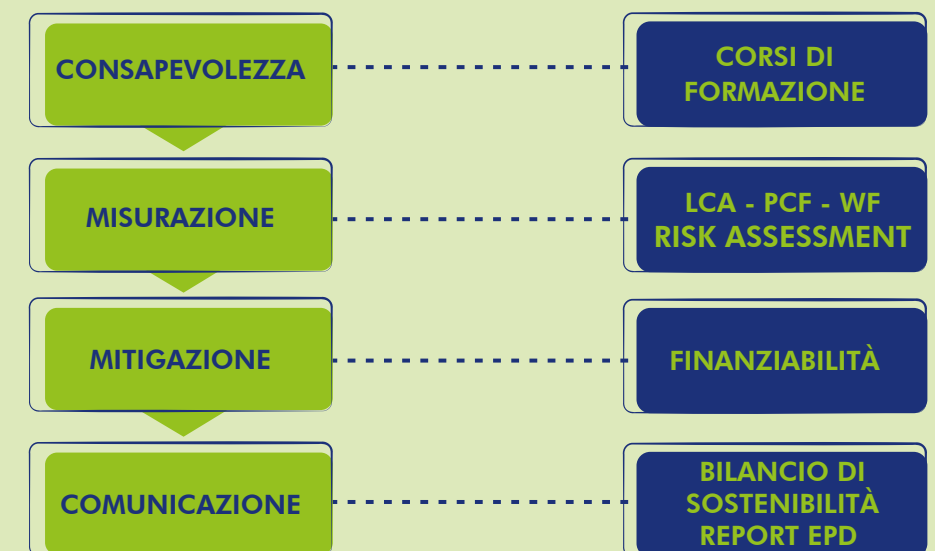 CONSAPEVOLEZZA
CORSI DI
FORMAZIONE
MISURAZIONE
LCA - PCF - WF
RISK ASSESSMENT
MITIGAZIONE
FINANZIABILITÀ
COMUNICAZIONE
BILANCIO DI
SOSTENIBILITÀ
REPORT EPD